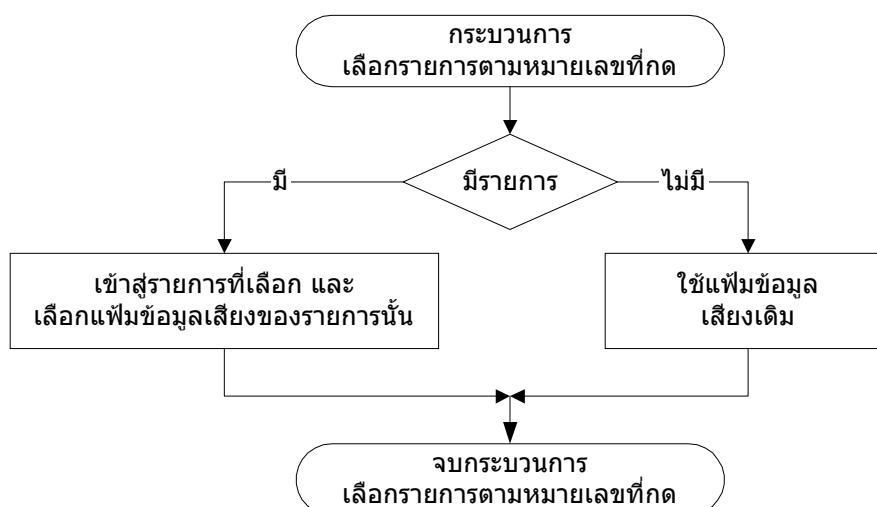 กระบวนการ
เลือกรายการตามหมายเลขที่กด
มีรายการ
มี
ไม่มี
เข้าสู่รายการที่เลือก และ
เลือกแฟ้มข้อมูลเสียงของรายการนั้น
ใช้แฟ้มข้อมูล
เสียงเดิม
จบกระบวนการ
เลือกรายการตามหมายเลขที่กด